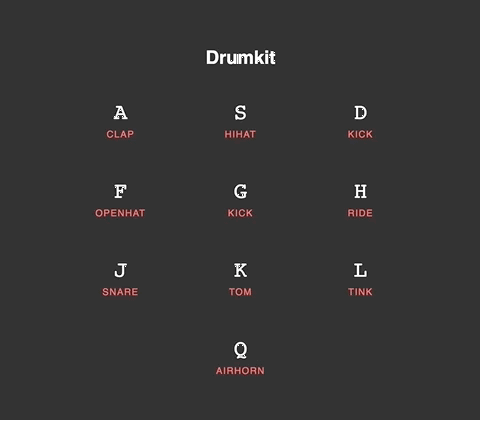 Drumkit
A S D
CLAP HIHAT KICK
F G H
OPENHAT KICK RIDE
J K L
SNARE TOM TINK
Q
AIRHORN